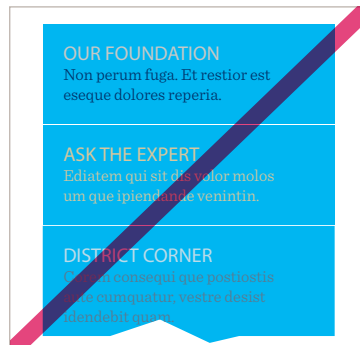 OUR FOUNDATION
Non perum fuga. Et restior est
eseque dolores reperia.
ASK THE EXPERT
Ediatem qui sit dis volor molos
um que ipiendande venintin.
DISTRICT CORNER
consequi que postiostis
cumquatur, vestre desist
idendebit quam